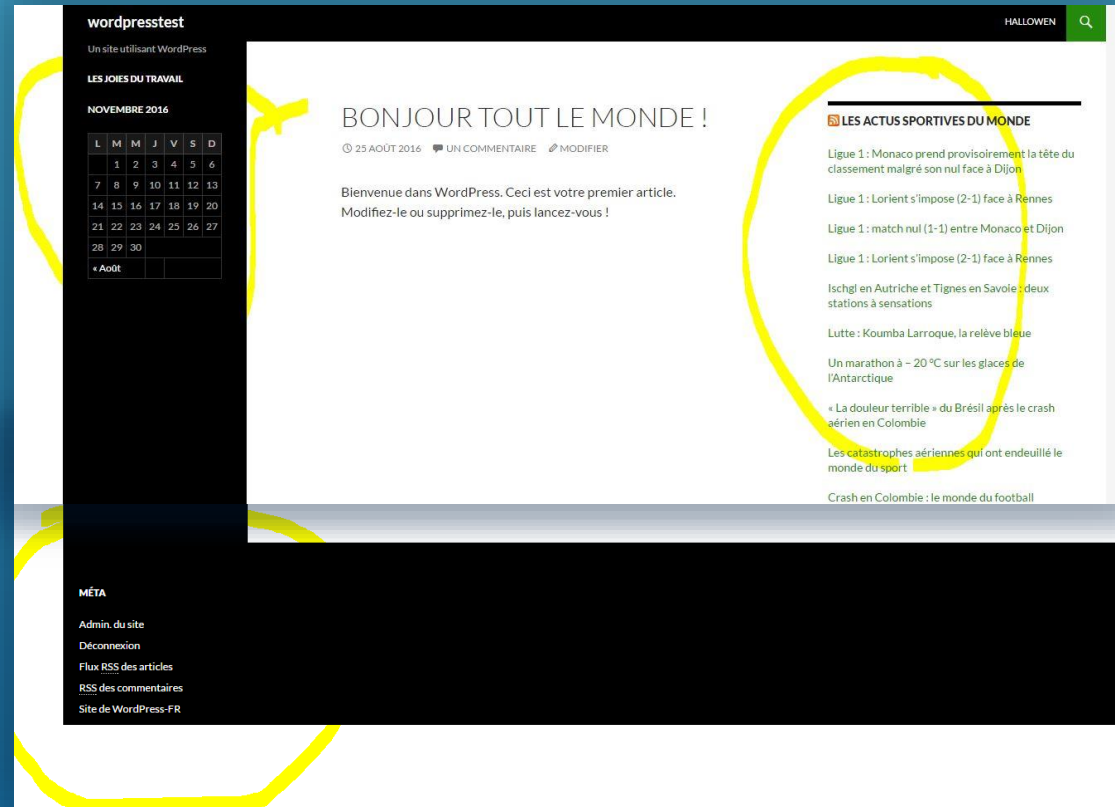 wordpresstest
HALLOWEN
Un site utilisant WordPress
LES JOIES DU TRAVAIL
NOVEMBRE 2016
L M M J V S D
1 2 3 4 5 6
7 8 9 10 11 12 13
14 15 16 17 18 19 20
21 22 23 24 25 26 27
28 29 30
« Août
BONJOUR TOUT LE MONDE !
25 AOÛT 2016 UN COMMENTAIRE MODIFIER
Bienvenue dans WordPress. Ceci est votre premier article.
Modifiez-le ou supprimez-le, puis lancez-vous !
LES ACTUS SPORTIVES DU MONDE
Ligue 1 : Monaco prend provisoirement la tête du
classement malgré son nul face à Dijon
Ligue 1 : Lorient s'impose (2-1) face à Rennes
Ligue 1 : match nul (1-1) entre Monaco et Dijon
Ligue 1 : Lorient s'impose (2-1) face à Rennes
Ischgl en Autriche et Tignes en Savoie : deux
stations à sensations
Lutte : Koumba Larroque, la relève bleue
Un marathon à – 20 °C sur les glaces de
l'Antarctique
« La douleur terrible » du Brésil après le crash
aérien en Colombie
Les catastrophes aériennes qui ont endeuillé le
monde du sport
Crash en Colombie : le monde du football
MÉTA
Admin. du site
Déconnexion
Flux RSS des articles
RSS des commentaires
Site de WordPress-FR